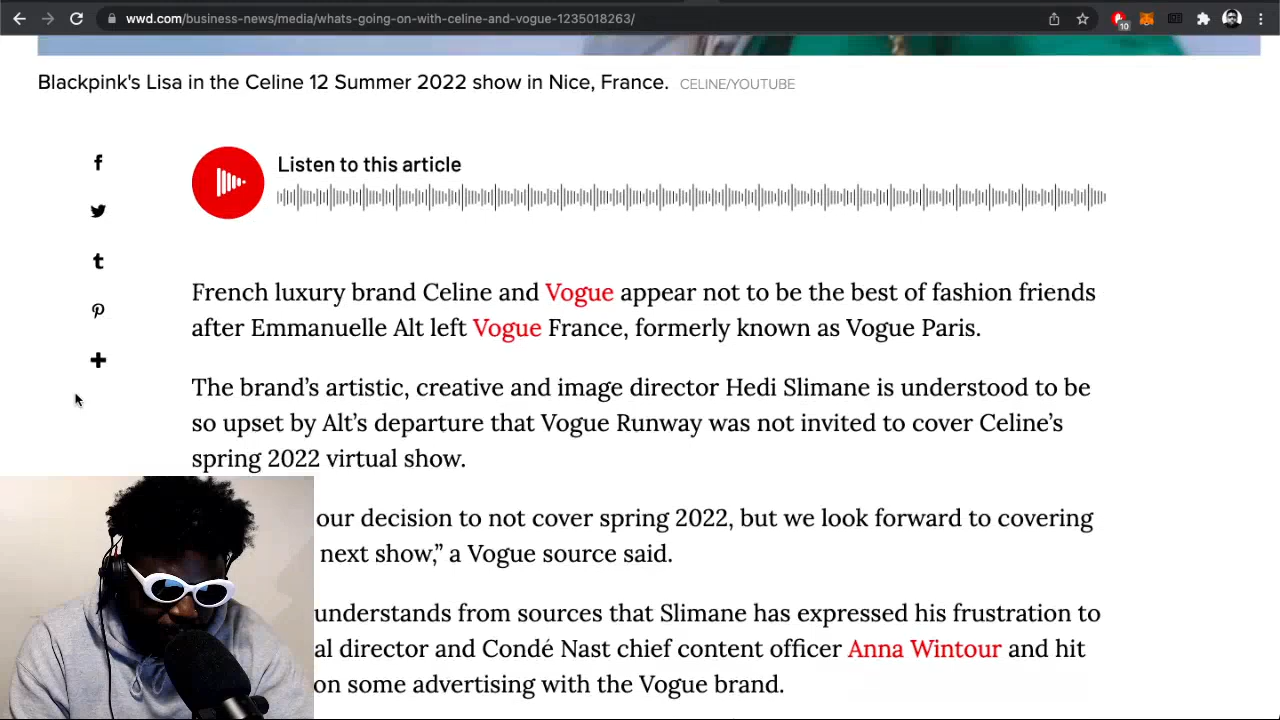 wwd.com/business-news/media/whats-going-on-with-celine-and-vogue-1235018263/
10
Blackpink's Lisa in the Celine 12 Summer 2022 show in Nice, France. CELINE/YOUTUBE
Listen to this article
French luxury brand Celine and Vogue appear not to be the best of fashion friends
after Emmanuelle Alt left Vogue France, formerly known as Vogue Paris.
The brand’s artistic, creative and image director Hedi Slimane is understood to be
so upset by Alt’s departure that Vogue Runway was not invited to cover Celine’s
spring 2022 virtual show.
our decision to not cover spring 2022, but we look forward to covering
next show,” a Vogue source said.
understands from sources that Slimane has expressed his frustration to
al director and Condé Nast chief content officer Anna Wintour and hit
on some advertising with the Vogue brand.